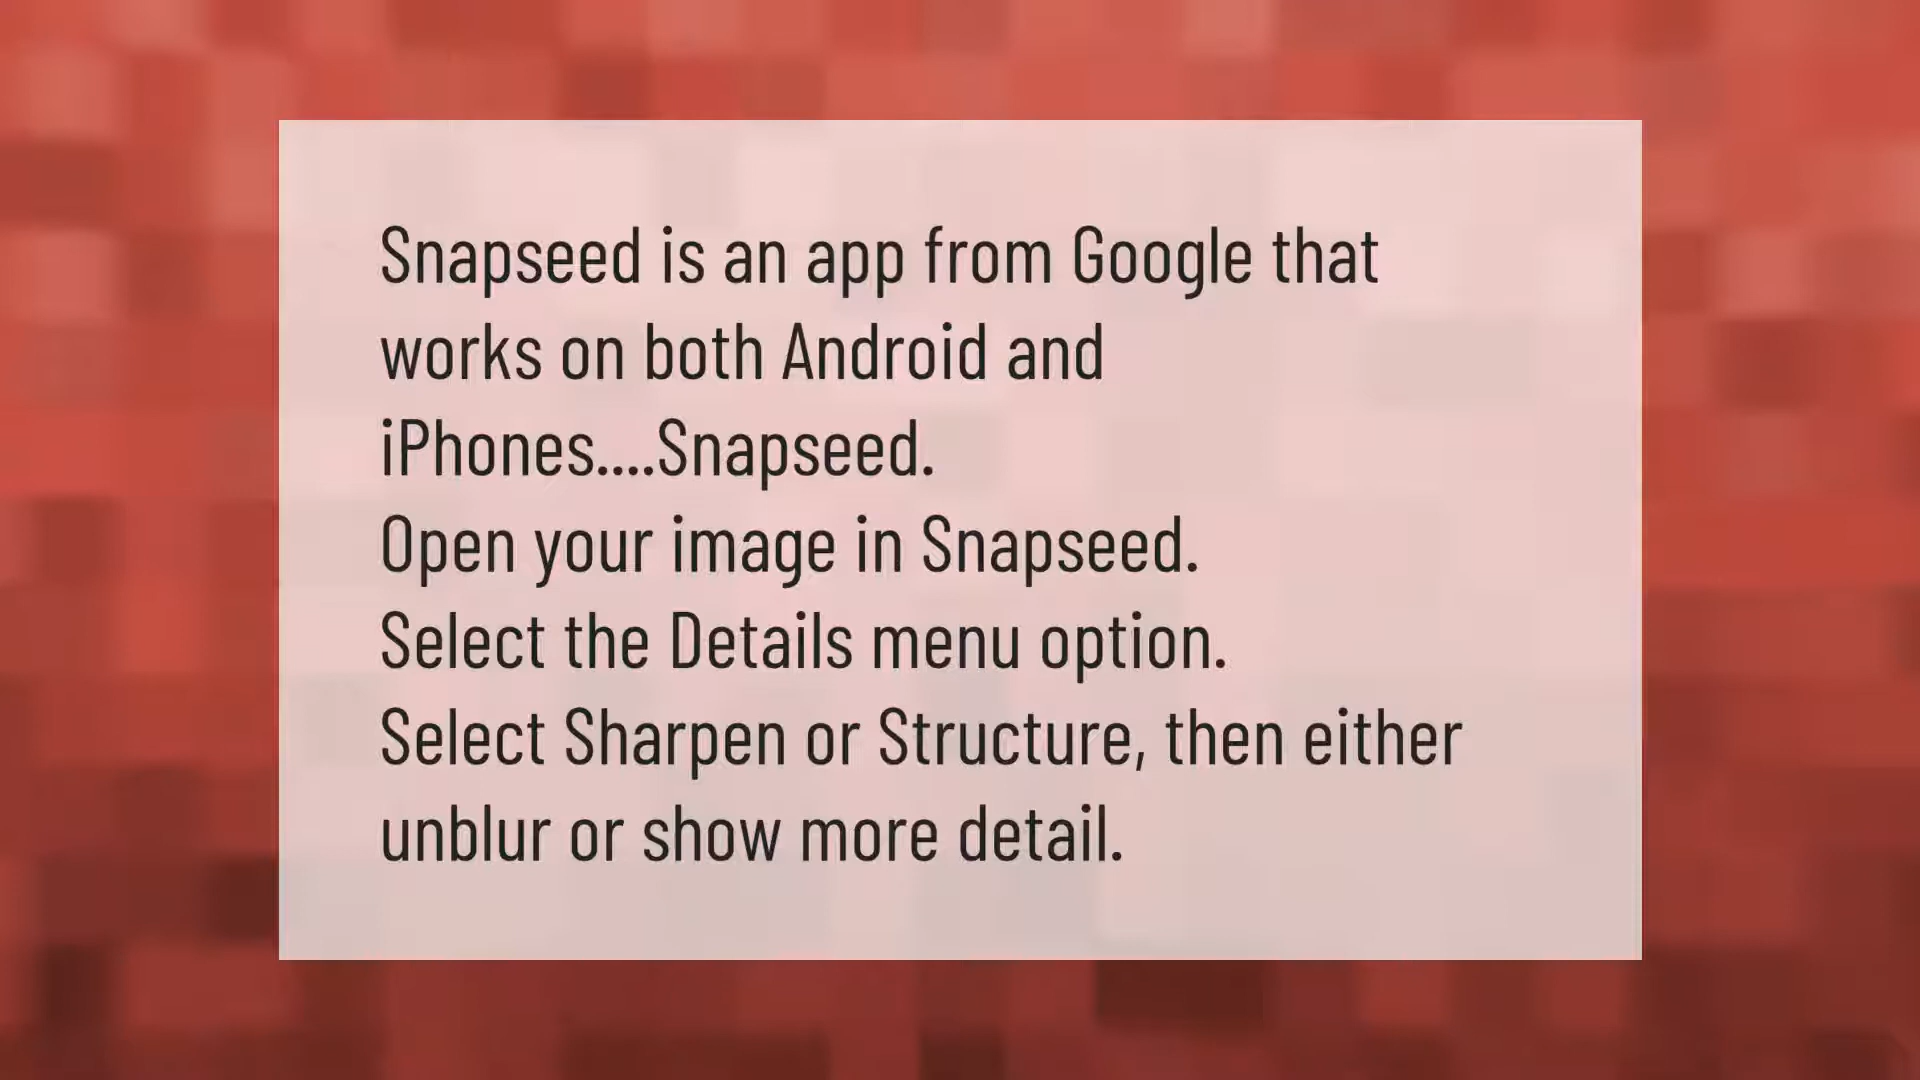 Snapseed is an app from Google that
works on both Android and
iPhones....Snapseed.
Open your image in Snapseed.
Select the Details menu option.
Select Sharpen or Structure, then either
unblur or show more detail.